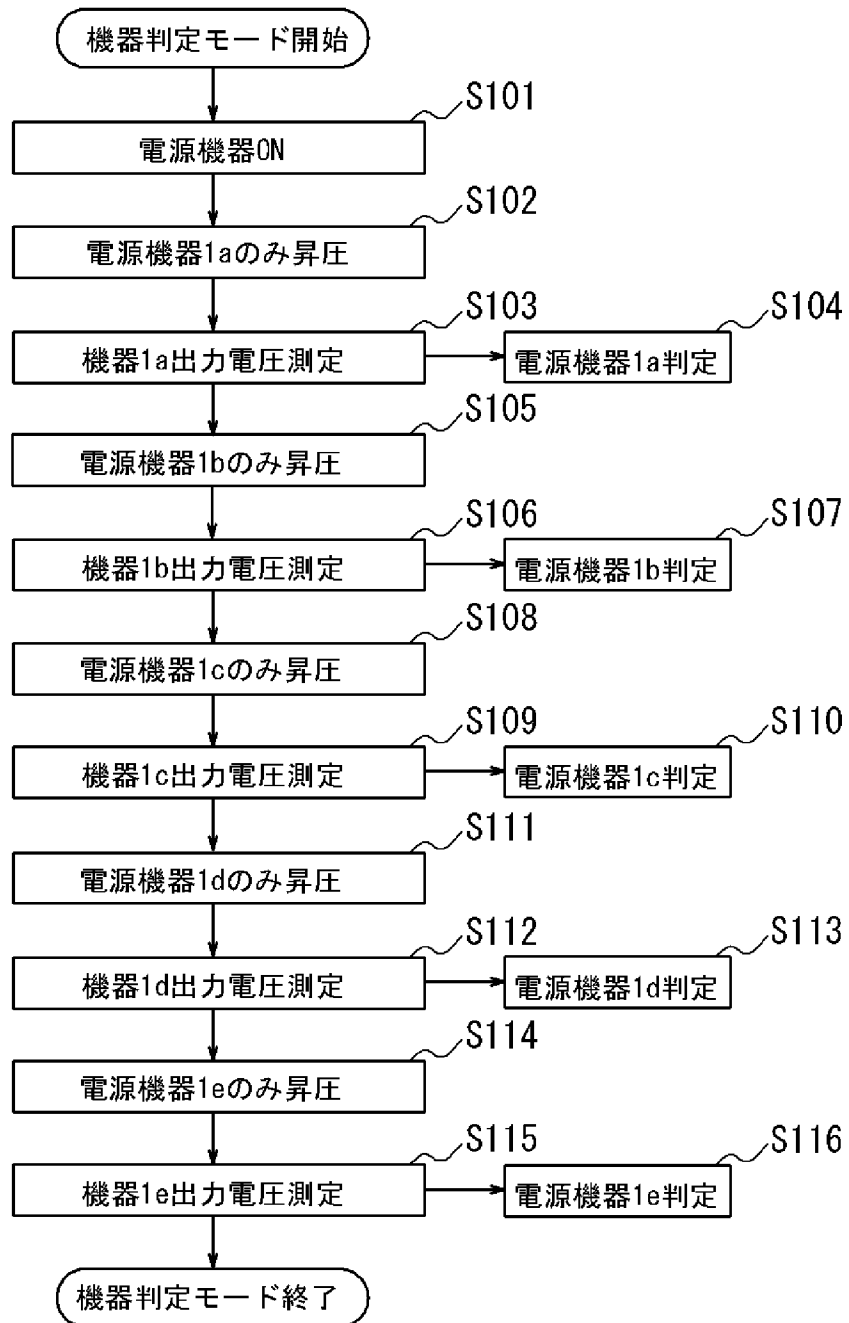 機器判定モード開始
S101
電源機器ON
S102
電源機器1aのみ昇圧
S103
機器1a出力電圧測定
S104
電源機器1a判定
S105
電源機器1bのみ昇圧
S106
機器1b出力電圧測定
S107
電源機器1b判定
S108
電源機器1cのみ昇圧
S109
機器1c出力電圧測定
S110
電源機器1c判定
S111
電源機器1dのみ昇圧
S112
機器1d出力電圧測定
S113
電源機器1d判定
S114
電源機器1eのみ昇圧
S115
機器1e出力電圧測定
S116
電源機器1e判定
機器判定モード終了